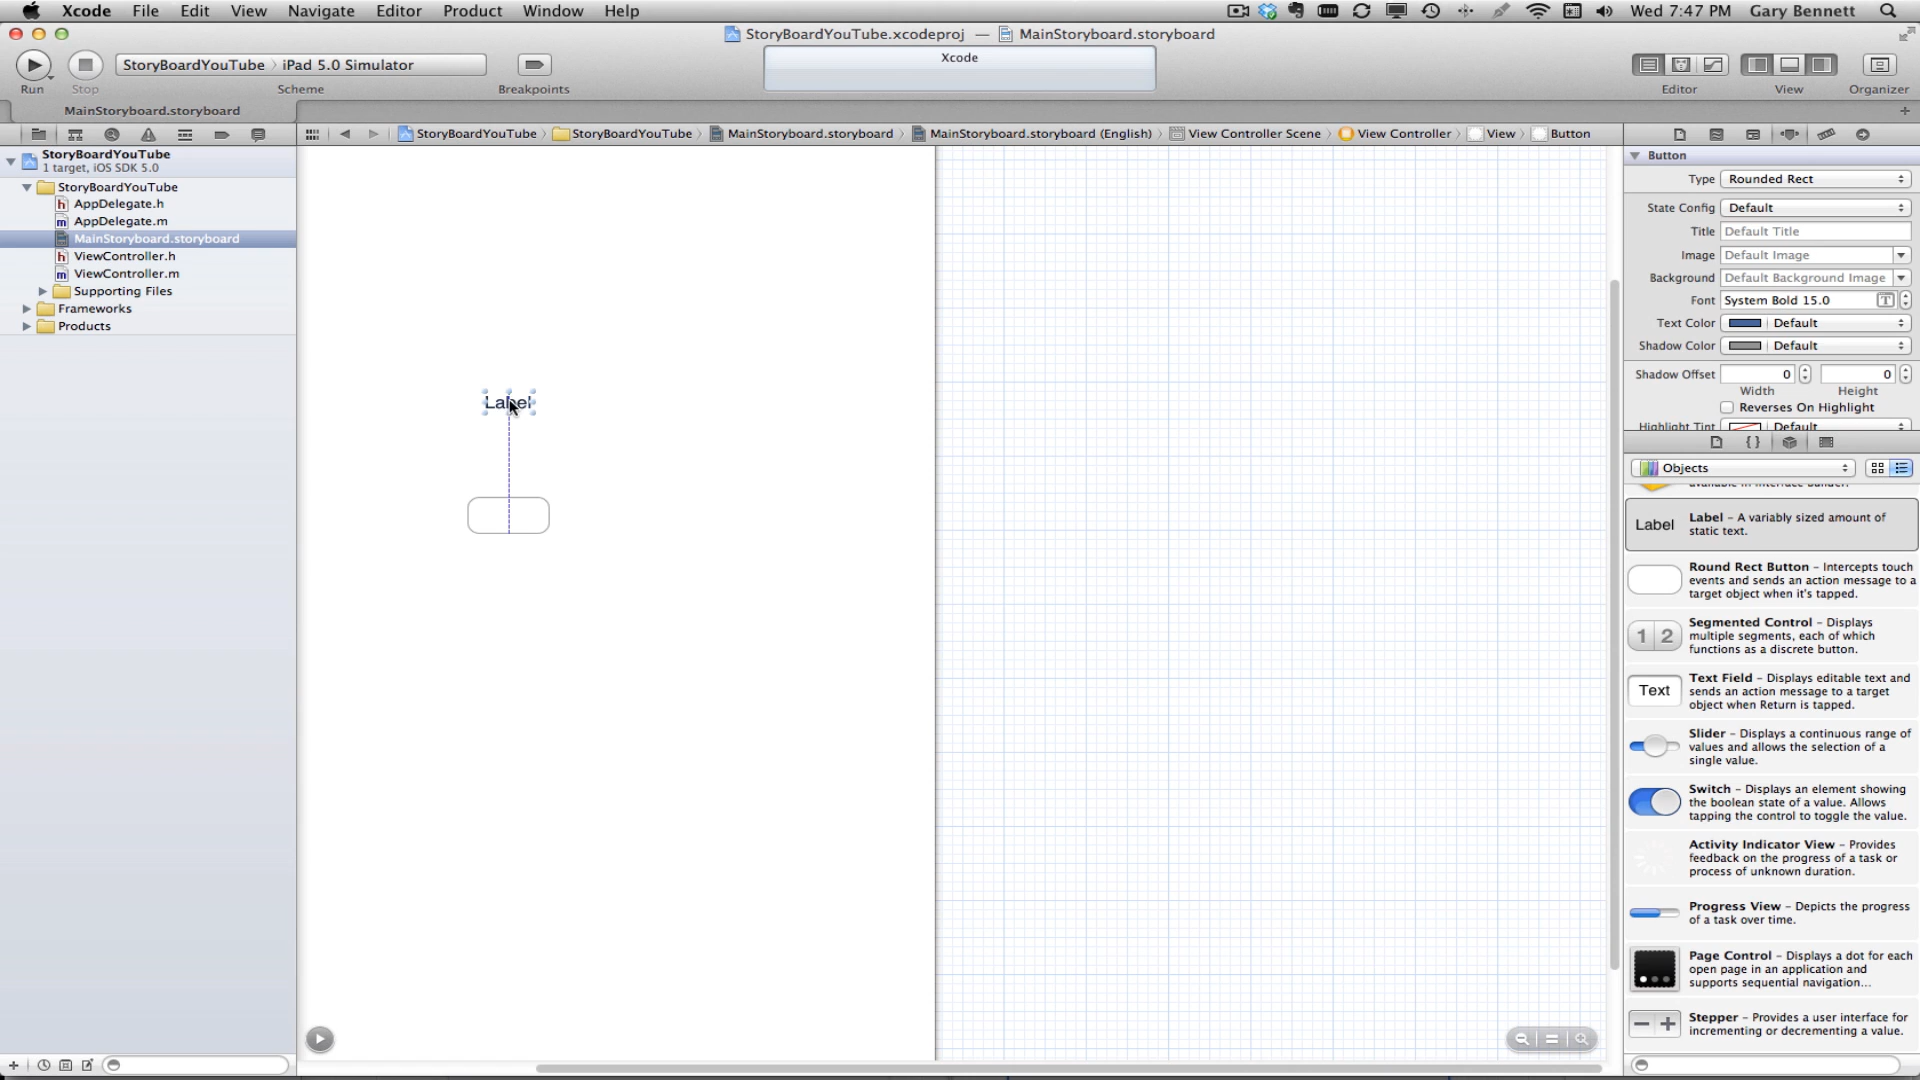 Xcode File Edit View Navigate Editor Product Window Help Wed 7:47 PM Gary Bennett
StoryBoardYouTube.xcodeproj — MainStoryboard.storyboard
StoryBoardYouTube › iPad 5.0 Simulator
Xcode
Run Stop Scheme Breakpoints Editor View Organizer
MainStoryboard.storyboard
StoryBoardYouTube StoryBoardYouTube MainStoryboard.storyboard MainStoryboard.storyboard (English) View Controller Scene View Controller View Button
StoryBoardYouTube
1 target, iOS SDK 5.0
StoryBoardYouTube
h AppDelegate.h
m AppDelegate.m
MainStoryboard.storyboard
h ViewController.h
m ViewController.m
Supporting Files
Frameworks
Products
Label
Button
Type Rounded Rect
State Config Default
Title Default Title
Image Default Image
Background Default Background Image
Font System Bold 15.0 T
Text Color Default
Shadow Color Default
Shadow Offset 0 0
Width Height
Reverses On Highlight
Highlight Tint Default
{ }
Objects
available in Interface Builder.
Label Label – A variably sized amount of
static text.
Round Rect Button – Intercepts touch
events and sends an action message to a
target object when it's tapped.
1 2 Segmented Control – Displays
multiple segments, each of which
functions as a discrete button.
Text Text Field – Displays editable text and
sends an action message to a target
object when Return is tapped.
Slider – Displays a continuous range of
values and allows the selection of a
single value.
Switch – Displays an element showing
the boolean state of a value. Allows
tapping the control to toggle the value.
Activity Indicator View – Provides
feedback on the progress of a task or
process of unknown duration.
Progress View – Depicts the progress
of a task over time.
Page Control – Displays a dot for each
open page in an application and
supports sequential navigation...
Stepper – Provides a user interface for
incrementing or decrementing a value.